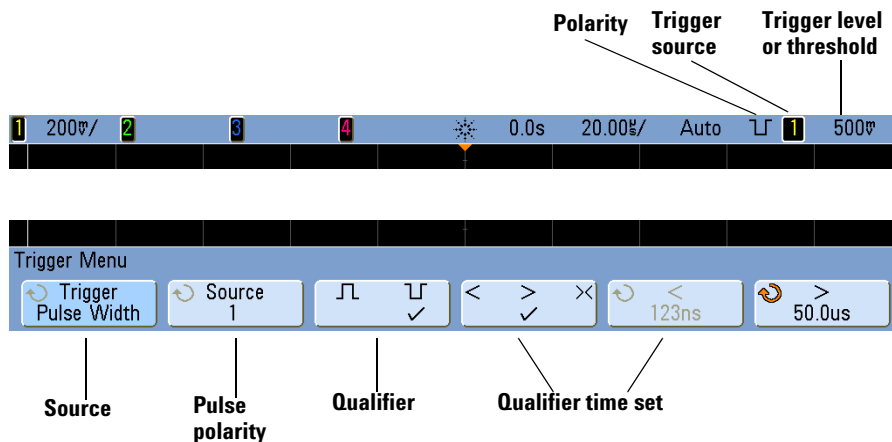 Polarity Trigger source Trigger level or threshold
1 200mV/ 2 3 4 0.0s 20.00us/ Auto 1 500mV
Trigger Menu
Trigger Pulse Width
Source 1
✓
< > ><
✓
< 123ns
> 50.0us
Source
Pulse polarity
Qualifier
Qualifier time set